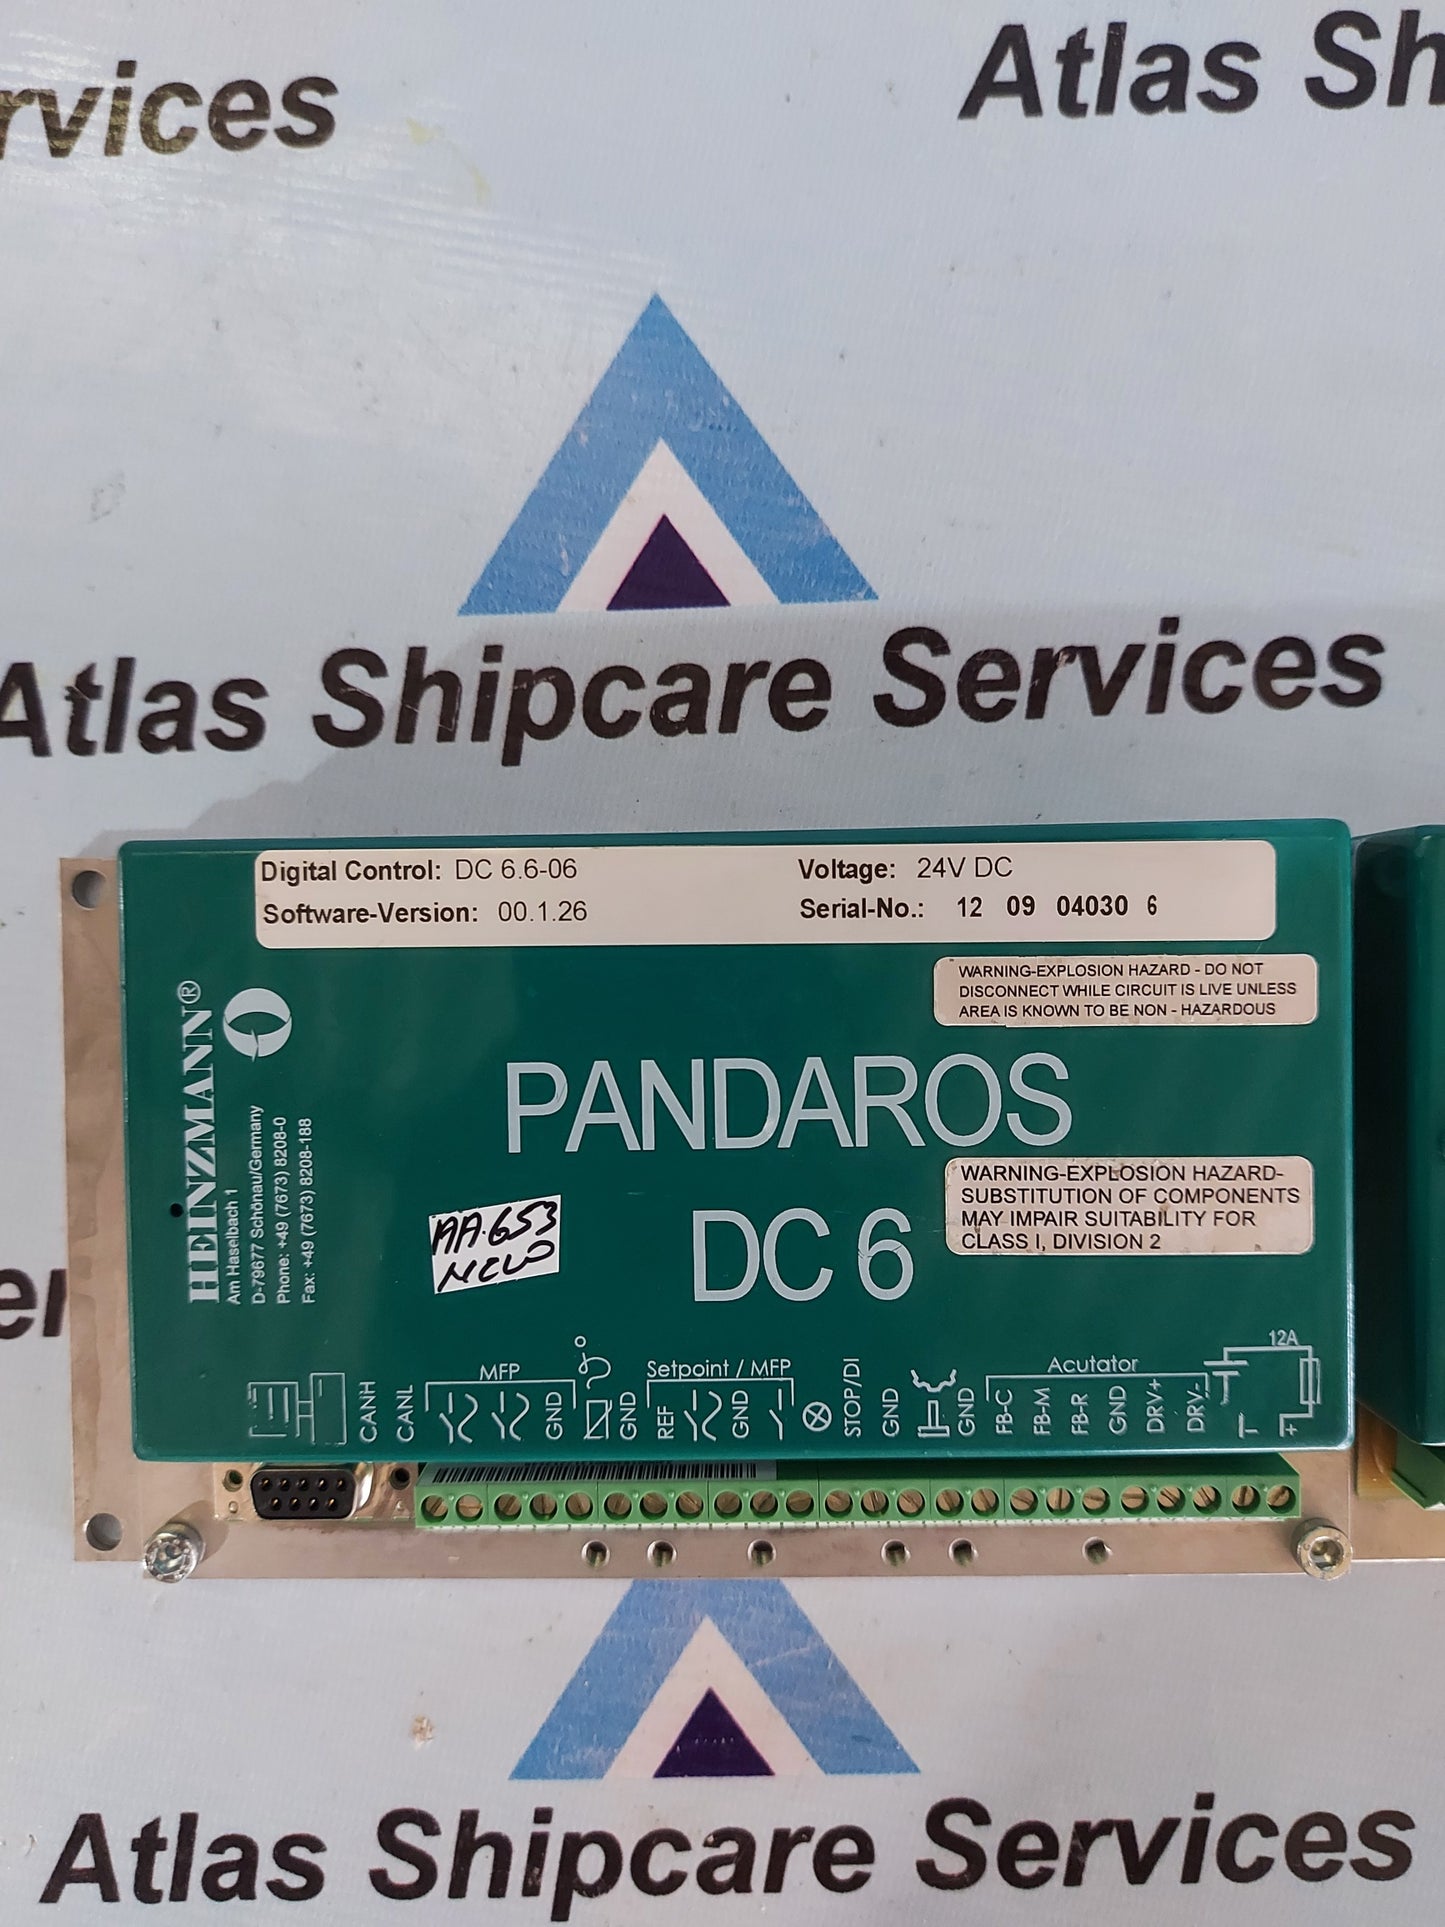 rvices
Atlas Sh
Atlas Shipcare Services
Digital Control: DC 6.6-06
Voltage: 24V DC
Software-Version: 00.1.26
Serial-No.: 12 09 04030 6
WARNING-EXPLOSION HAZARD - DO NOT
DISCONNECT WHILE CIRCUIT IS LIVE UNLESS
AREA IS KNOWN TO BE NON - HAZARDOUS
HEINZMANN®
Am Haselbach 1
D-79677 Schönau/Germany
Phone: +49 (7673) 8208-0
Fax: +49 (7673) 8208-188
PANDAROS
DC 6
WARNING-EXPLOSION HAZARD-
SUBSTITUTION OF COMPONENTS
MAY IMPAIR SUITABILITY FOR
CLASS I, DIVISION 2
AA.653
er
MFP
Setpoint / MFP
Acutator
12A
CANH
CANL
GND
GND
REF
GND
STOP/DI
GND
GND
FB-C
FB-M
FB-R
GND
DRV+
DRV-
Atlas Shipcare Services